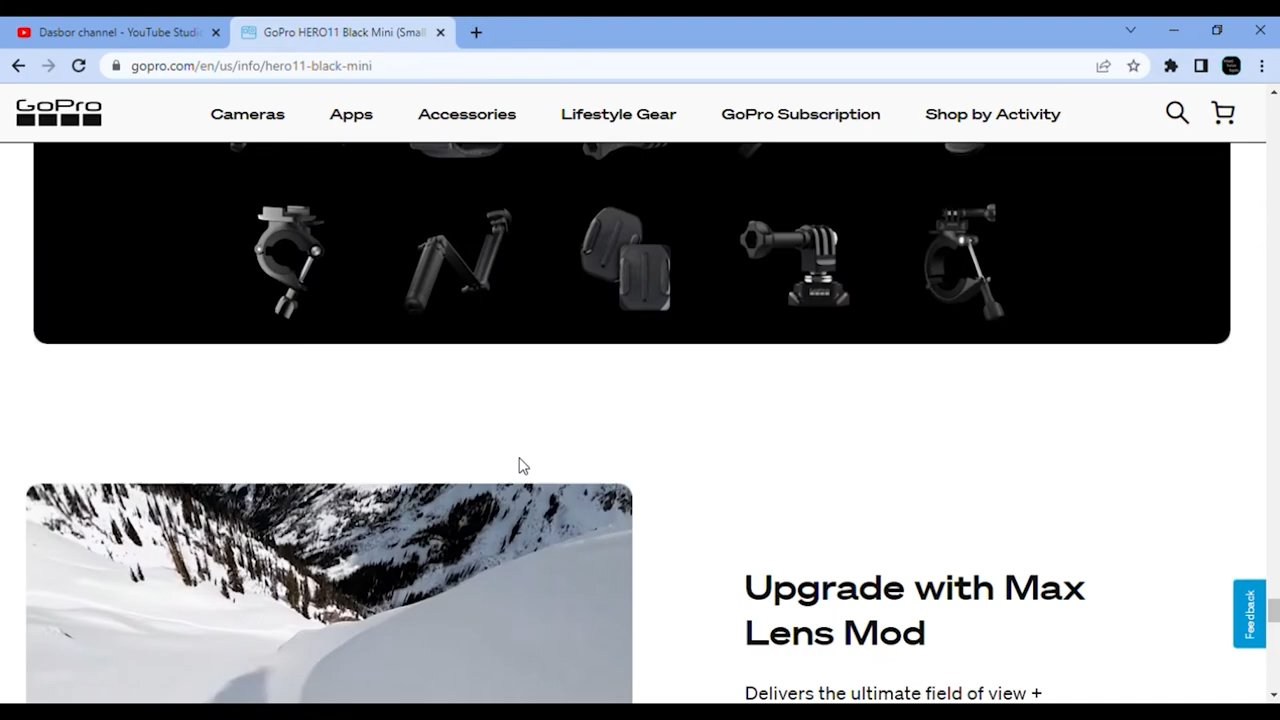 Dasbor channel - YouTube Studio
GoPro HERO11 Black Mini (Small
gopro.com/en/us/info/hero11-black-mini
GoPro
Cameras
Apps
Accessories
Lifestyle Gear
GoPro Subscription
Shop by Activity
Upgrade with Max
Lens Mod
Delivers the ultimate field of view +
Feedback